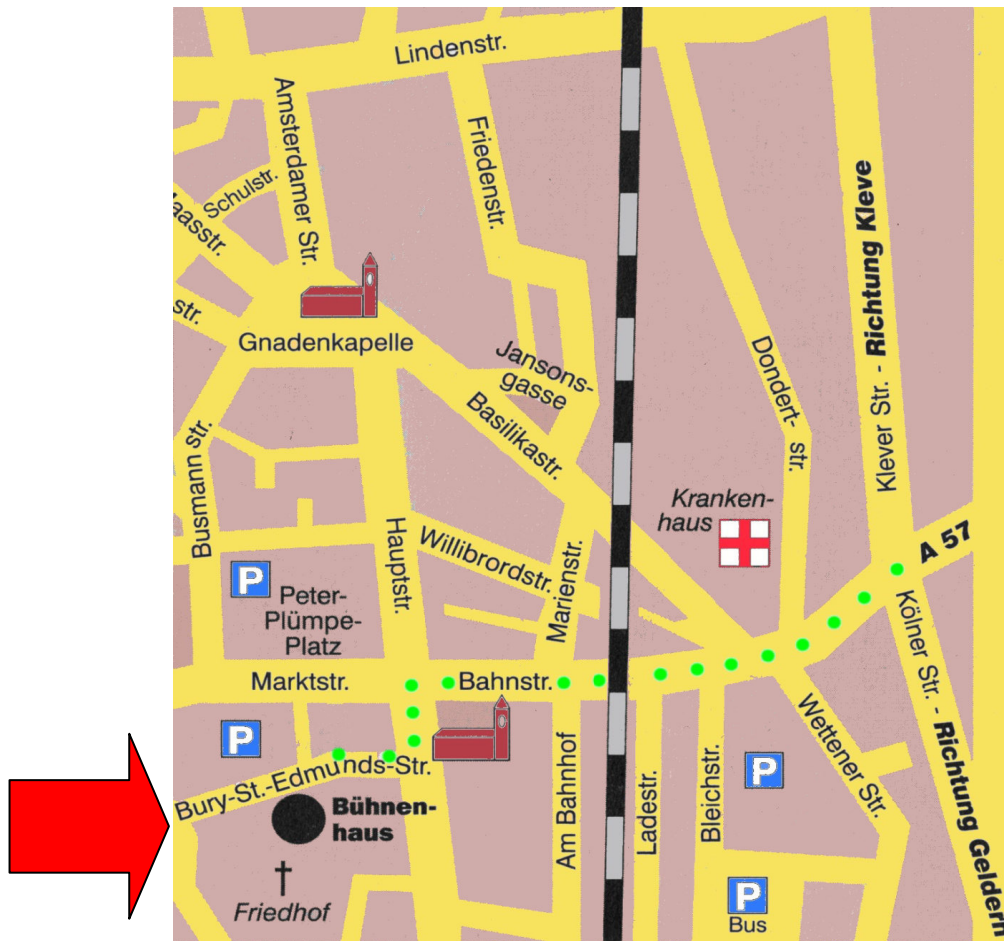 Lindenstr.
Amsterdamer Str.
Friedenstr.
Schulstr.
aasstr.
str.
Gnadenkapelle
Jansons-
gasse
Basilikastr.
Dondert-
str.
Klever Str. - Richtung Kleve
Busmann str.
Hauptstr.
Willibrordstr.
Marienstr.
Kranken-
haus
A 57
P
Peter-
Plümpe-
Platz
Marktstr.
Bahnstr.
Kölner Str. - Richtung Geldern
P
Bury-St.-Edmunds-Str.
Bühnen-
haus
Am Bahnhof
Ladestr.
Bleichstr.
P
Wettener Str.
Friedhof
P
Bus